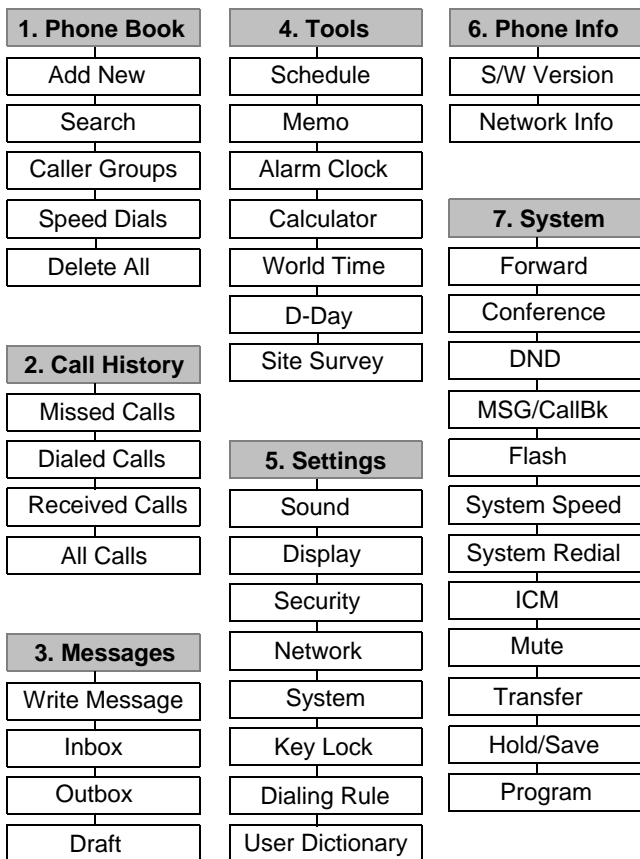 1. Phone Book
Add New
Search
Caller Groups
Speed Dials
Delete All
2. Call History
Missed Calls
Dialed Calls
Received Calls
All Calls
3. Messages
Write Message
Inbox
Outbox
Draft
4. Tools
Schedule
Memo
Alarm Clock
Calculator
World Time
D-Day
Site Survey
5. Settings
Sound
Display
Security
Network
System
Key Lock
Dialing Rule
User Dictionary
6. Phone Info
S/W Version
Network Info
7. System
Forward
Conference
DND
MSG/CallBk
Flash
System Speed
System Redial
ICM
Mute
Transfer
Hold/Save
Program